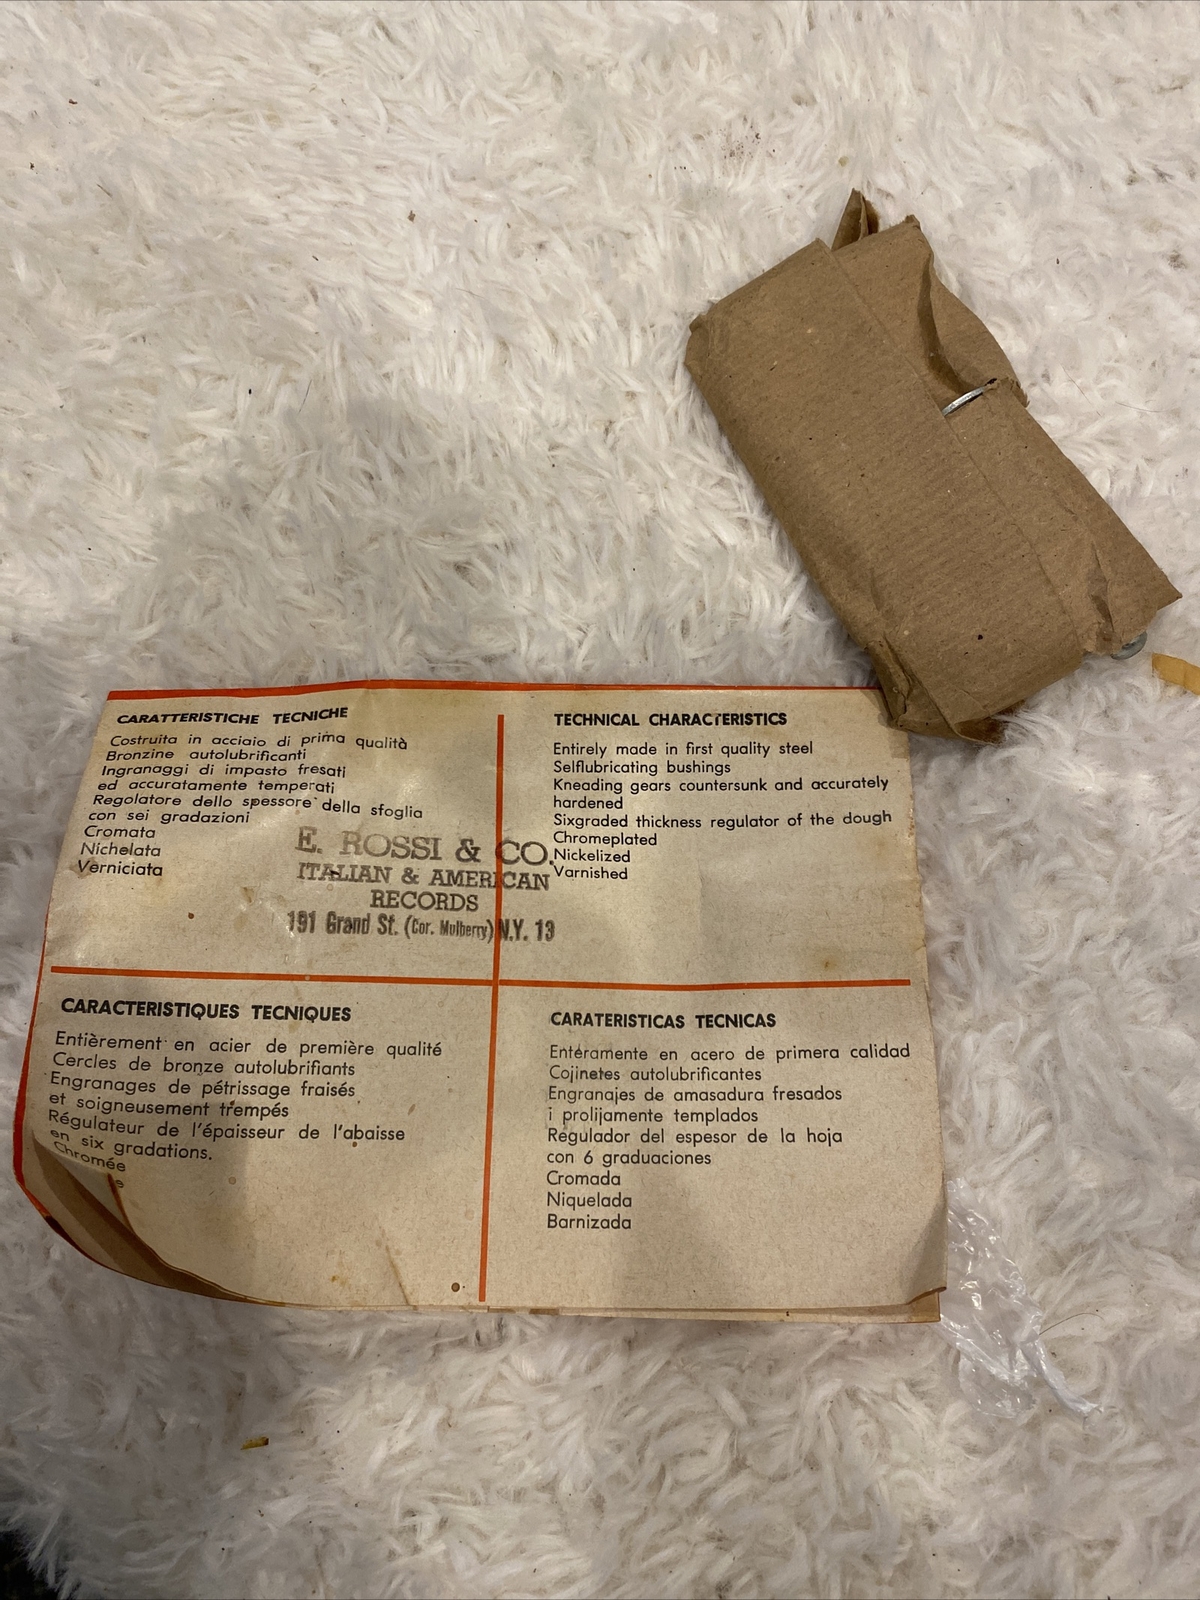 CARATTERISTICHE TECNICHE
Costruita in acciaio di prima qualità
Bronzine autolubrificanti
Ingranaggi di impasto fresati
ed accuratamente temperati
Regolatore dello spessore della sfoglia
con sei gradazioni
Cromata
Nichelata
Verniciata
E. ROSSI & CO.
ITALIAN & AMERICAN
RECORDS
191 Grand St. (Cor. Mulberry) N.Y. 13
TECHNICAL CHARACTERISTICS
Entirely made in first quality steel
Selflubricating bushings
Kneading gears countersunk and accurately
hardened
Sixgraded thickness regulator of the dough
Chromeplated
Nickelized
Varnished
CARACTERISTIQUES TECNIQUES
Entièrement en acier de première qualité
Cercles de bronze autolubrifiants
Engranages de pétrissage fraisés
et soigneusement trempés
Régulateur de l'épaisseur de l'abaisse
en six gradations.
Chromée
CARATERISTICAS TECNICAS
Enteramente en acero de primera calidad
Cojinetes autolubrificantes
Engranajes de amasadura fresados
i prolijamente templados
Regulador del espesor de la hoja
con 6 graduaciones
Cromada
Niquelada
Barnizada